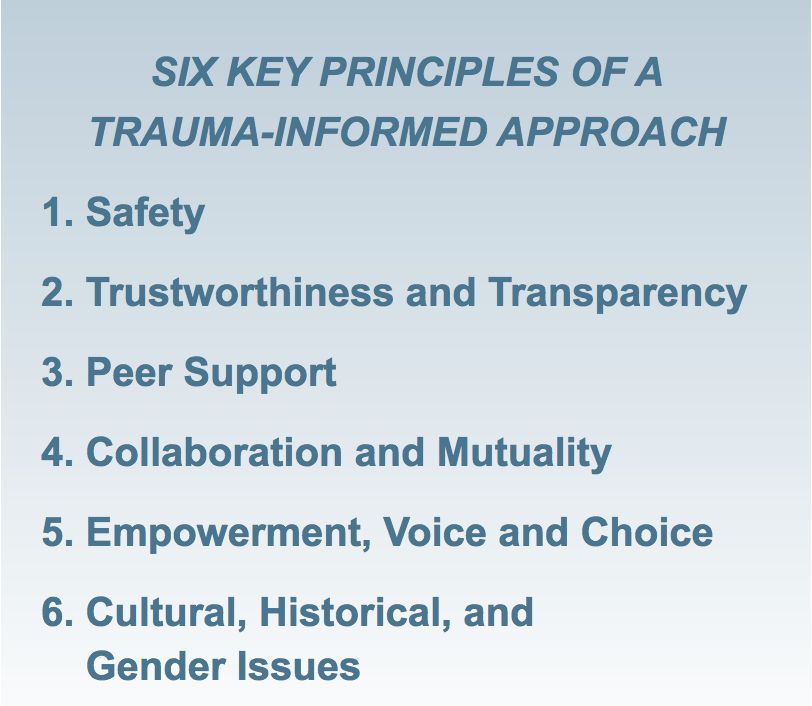 SIX KEY PRINCIPLES OF A
TRAUMA-INFORMED APPROACH
1. Safety
2. Trustworthiness and Transparency
3. Peer Support
4. Collaboration and Mutuality
5. Empowerment, Voice and Choice
6. Cultural, Historical, and
Gender Issues